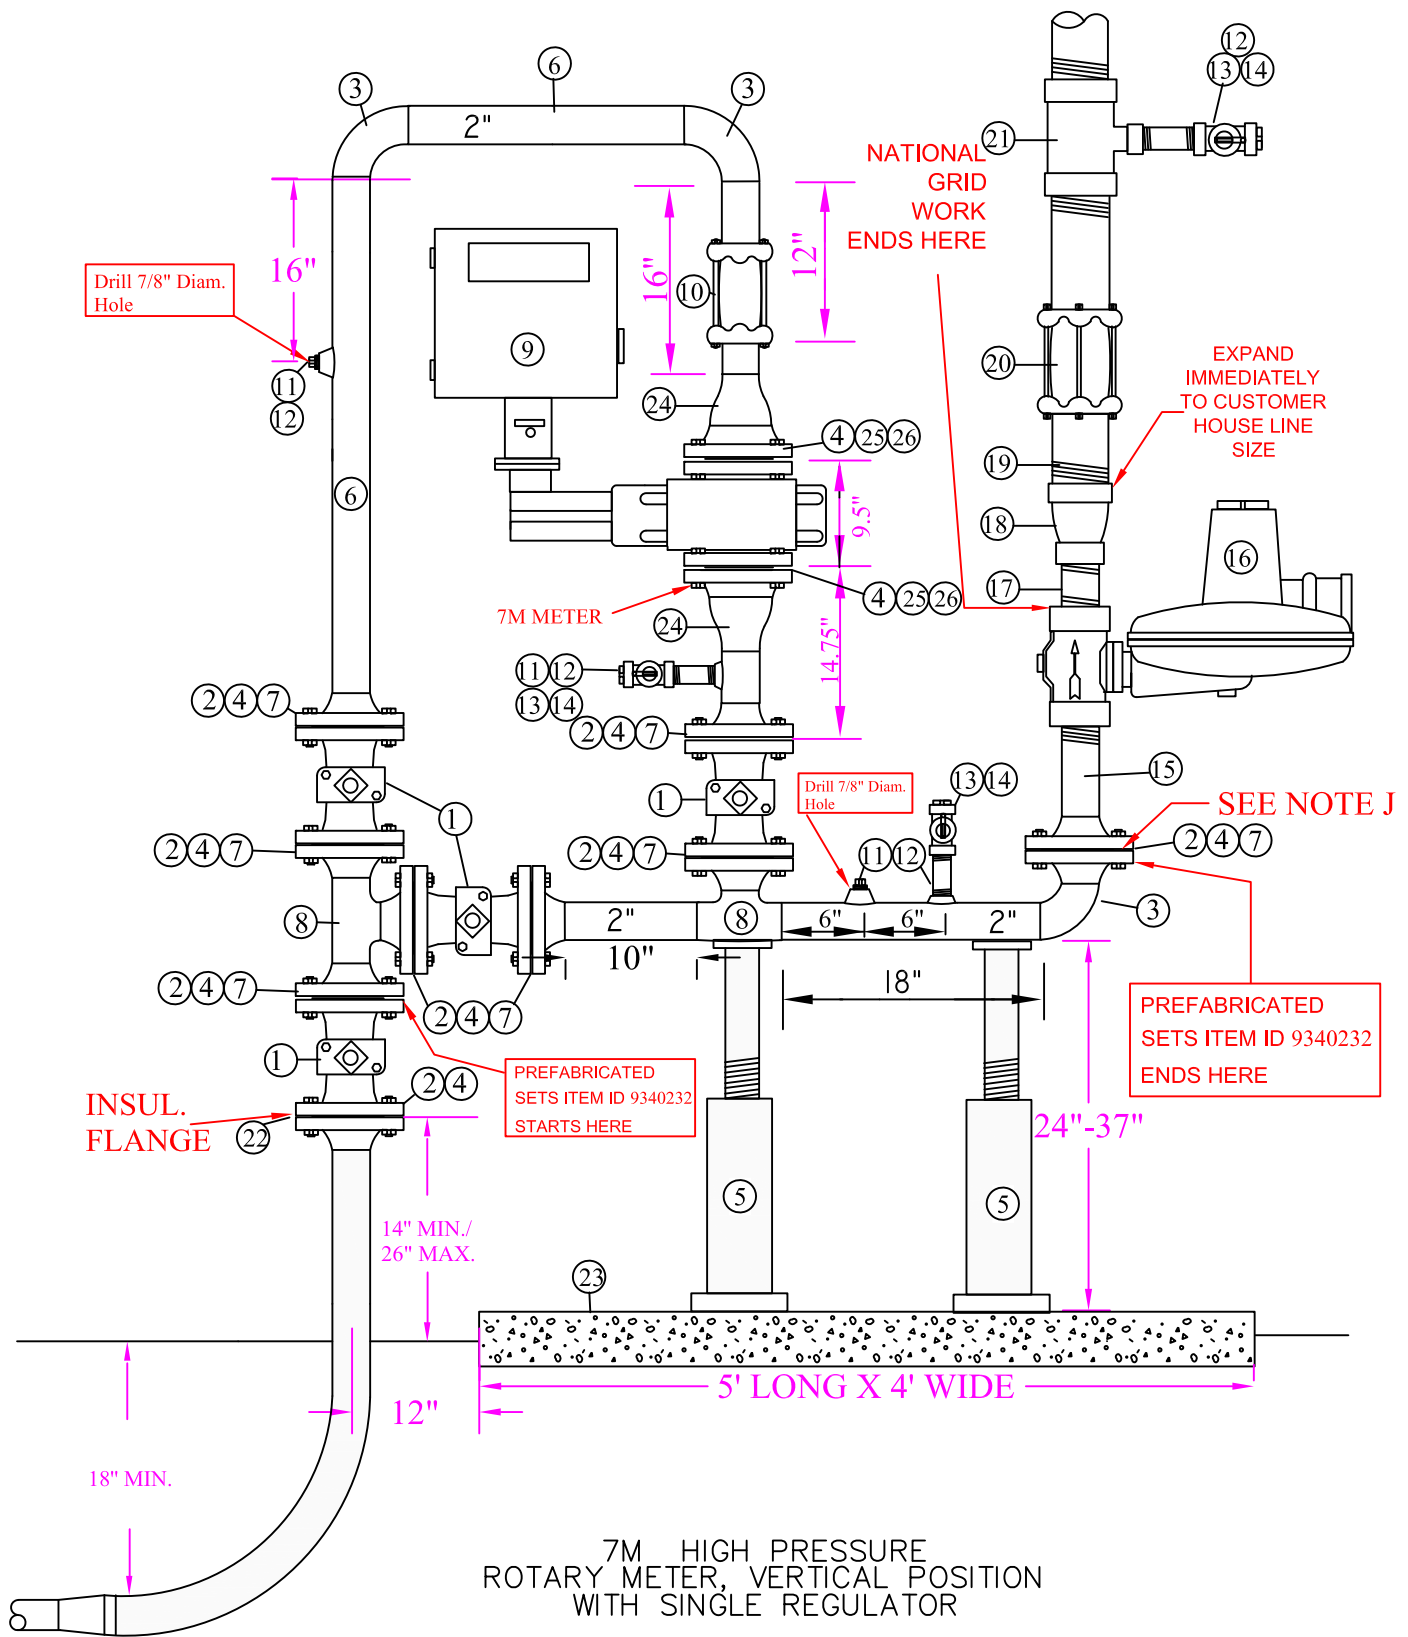 12
13 14
3
6
3
2"
21
NATIONAL
GRID
WORK
ENDS HERE
16"
16"
12"
10
Drill 7/8" Diam.
Hole
9
20
11
12
EXPAND
IMMEDIATELY
TO CUSTOMER
HOUSE LINE
SIZE
24
4 25 26
19
6
9.5"
18
16
17
4 25 26
7M METER
24
14.75"
11 12
13 14
2 4 7
2 4 7
15
1
1
Drill 7/8" Diam.
Hole
13 14
SEE NOTE J
2 4 7
2 4 7
2 4 7
11 12
3
8
2"
8
6"
6"
2"
10"
18"
2 4 7
2 4 7
PREFABRICATED
SETS ITEM ID 9340232
ENDS HERE
1
PREFABRICATED
SETS ITEM ID 9340232
STARTS HERE
2 4
INSUL.
FLANGE
22
24"-37"
5
5
14" MIN./
26" MAX.
23
5' LONG X 4' WIDE
12"
18" MIN.
7M HIGH PRESSURE
ROTARY METER, VERTICAL POSITION
WITH SINGLE REGULATOR